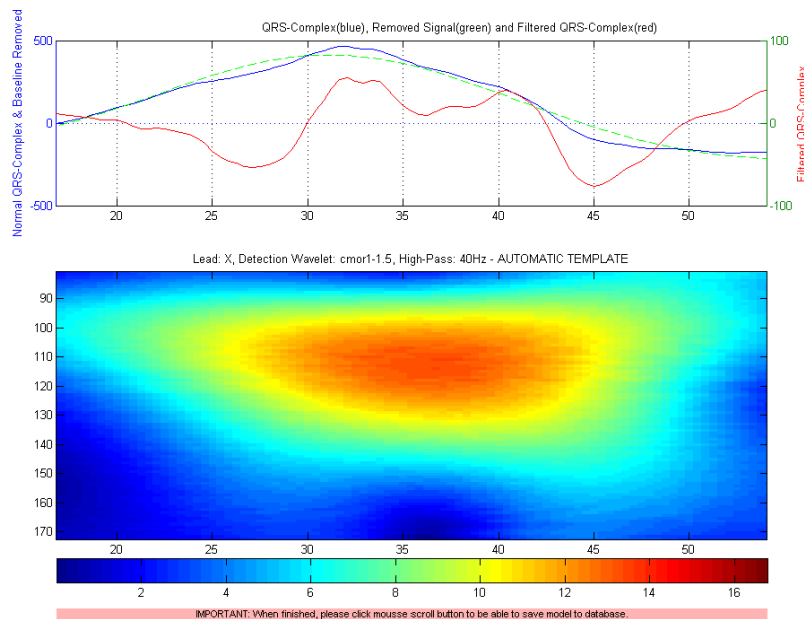 QRS-Complex(blue), Removed Signal(green) and Filtered QRS-Complex(red)
Normal QRS-Complex & Baseline Removed
500
0
-500
100
0
-100
Filtered QRS-Complex
20 25 30 35 40 45 50
Lead: X, Detection Wavelet: cmor1-1.5, High-Pass: 40Hz - AUTOMATIC TEMPLATE
90
100
110
120
130
140
150
160
170
20 25 30 35 40 45 50
2 4 6 8 10 12 14 16
IMPORTANT: When finished, please click mousse scroll button to be able to save model to database.